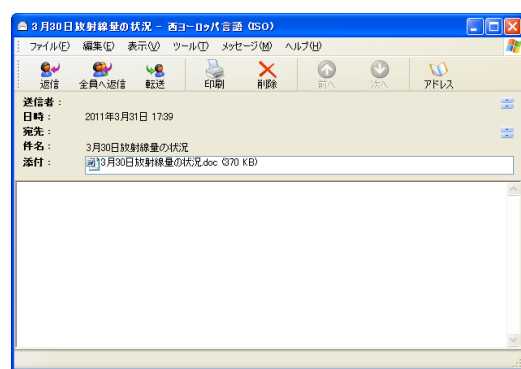 3月30日放射線量の状況 - 西ヨーロッパ言語 (ISO)
ファイル(F) 編集(E) 表示(V) ツール(T) メッセージ(M) ヘルプ(H)
返信 全員へ返信 転送 印刷 削除 前へ 次へ アドレス
送信者:
日時: 2011年3月31日 17:39
宛先:
件名: 3月30日放射線量の状況
添付: 3月30日放射線量の状況.doc (370 KB)